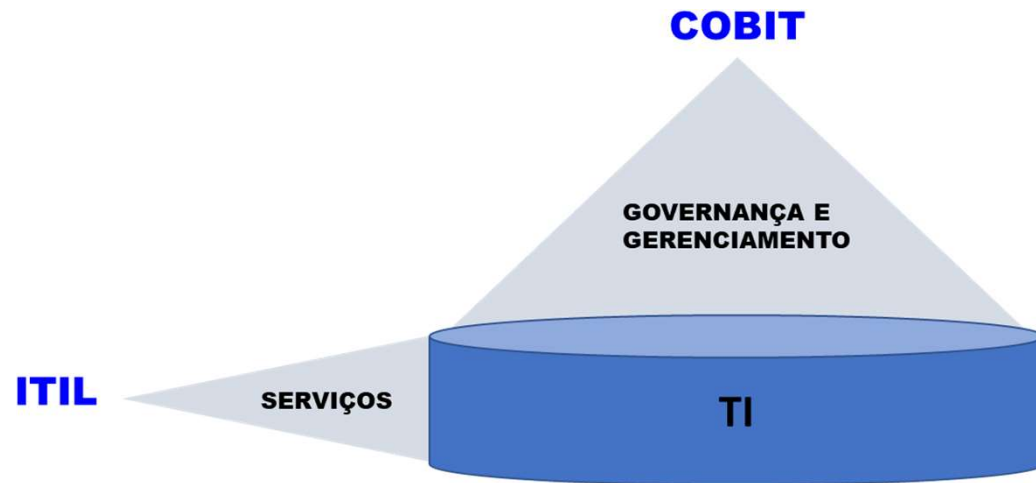 COBIT
GOVERNANÇA E
GERENCIAMENTO
ITIL
SERVIÇOS
TI